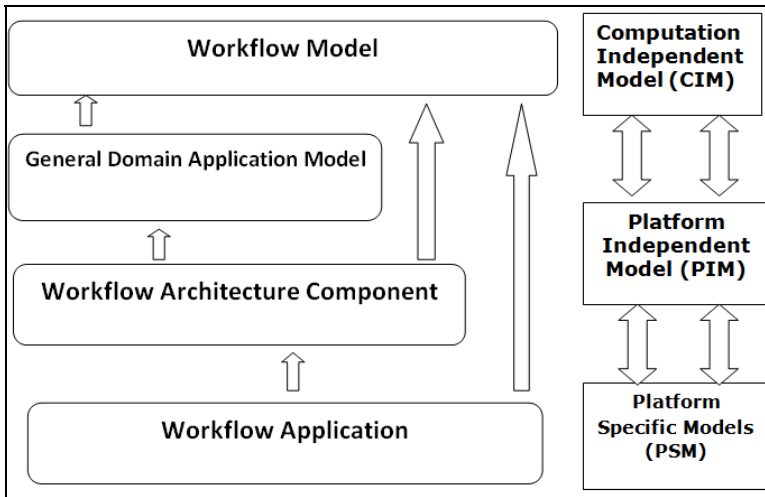 Workflow Model
General Domain Application Model
Workflow Architecture Component
Workflow Application
Computation
Independent
Model (CIM)
Platform
Independent
Model (PIM)
Platform
Specific Models
(PSM)